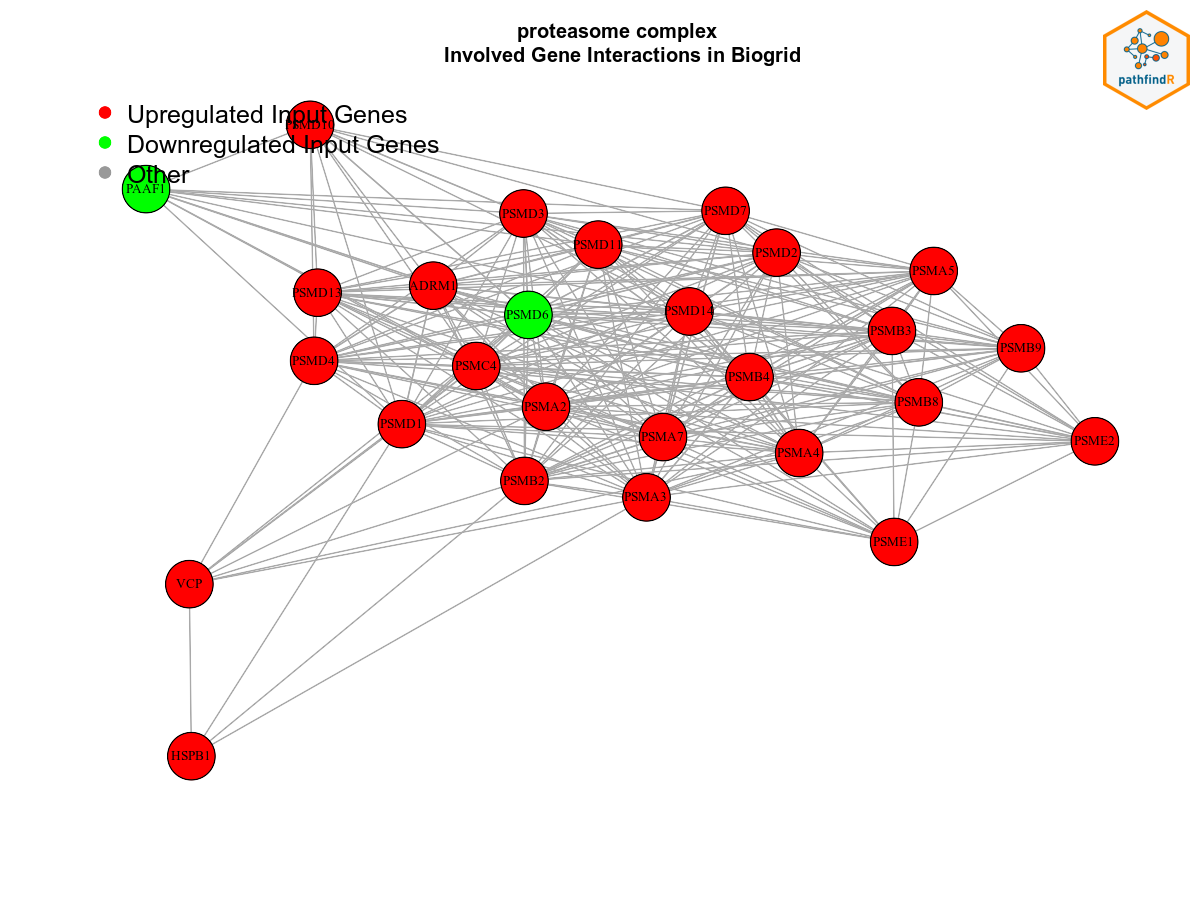 proteasome complex
Involved Gene Interactions in Biogrid
pathfindR
Upregulated Input Genes
PSMD10
Downregulated Input Genes
Other
PAAF1
PSMD3
PSMD7
PSMD11
PSMD2
PSMA5
ADRM1
PSMD13
PSMD6
PSMD14
PSMB3
PSMB9
PSMD4
PSMC4
PSMB4
PSMB8
PSMA2
PSMD1
PSMA7
PSME2
PSMA4
PSMB2
PSMA3
PSME1
VCP
HSPB1